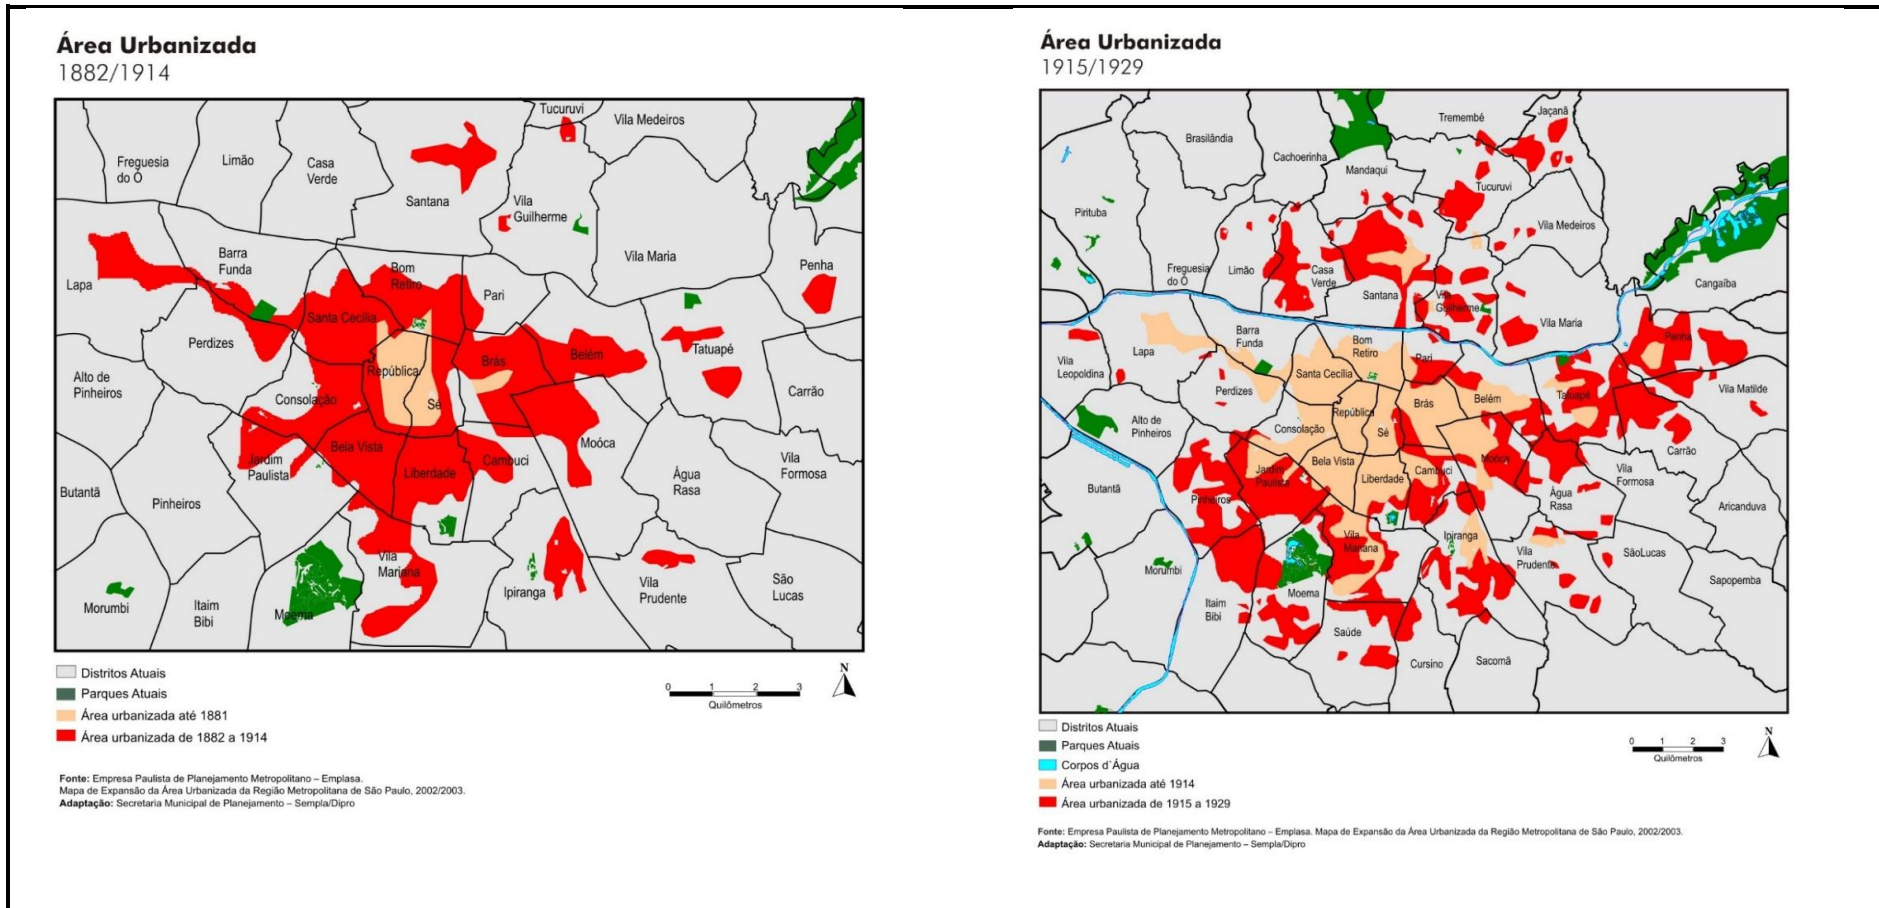 Área Urbanizada
1882/1914
Tucuruvi
Vila Medeiros
Freguesia
do Ó
Limão
Casa
Verde
Santana
Vila
Guilherme
Vila Maria
Barra
Funda
Lapa
Bom
Retiro
Pari
Penha
Santa Cecília
Perdizes
Brás
Belém
Tatuapé
República
Alto de
Pinheiros
Consolação
Sé
Carrão
Bela Vista
Moóca
Jardim
Paulista
Liberdade
Cambuci
Água
Rasa
Vila
Formosa
Butantã
Pinheiros
Vila
Mariana
Ipiranga
Vila
Prudente
São
Lucas
Morumbi
Itaim
Bibi
Moema
Distritos Atuais
Parques Atuais
Área urbanizada até 1881
Área urbanizada de 1882 a 1914
0 1 2 3
Quilômetros
N
Fonte: Empresa Paulista de Planejamento Metropolitano – Emplasa.
Mapa de Expansão da Área Urbanizada da Região Metropolitana de São Paulo, 2002/2003.
Adaptação: Secretaria Municipal de Planejamento – Sempla/Dipro
Área Urbanizada
1915/1929
Jaçanã
Tremembé
Brasilândia
Cachoerinha
Mandaqui
Tucuruvi
Pirituba
Vila Medeiros
Freguesia
do Ó
Limão
Casa
Verde
Santana
Vila
Guilherme
Vila Maria
Cangaíba
Barra
Funda
Lapa
Vila
Leopoldina
Bom
Retiro
Pari
Penha
Santa Cecília
Perdizes
Vila Matilde
República
Brás
Belém
Tatuapé
Alto de
Pinheiros
Consolação
Sé
Carrão
Bela Vista
Moóca
Jardim
Paulista
Liberdade
Cambuci
Vila
Formosa
Butantã
Pinheiros
Água
Rasa
Aricanduva
Vila
Mariana
Ipiranga
Vila
Prudente
SãoLucas
Morumbi
Sapopemba
Itaim
Bibi
Moema
Saúde
Cursino
Sacomã
Distritos Atuais
Parques Atuais
Corpos d`Água
Área urbanizada até 1914
Área urbanizada de 1915 a 1929
0 1 2 3
Quilômetros
N
Fonte: Empresa Paulista de Planejamento Metropolitano – Emplasa. Mapa de Expansão da Área Urbanizada da Região Metropolitana de São Paulo, 2002/2003.
Adaptação: Secretaria Municipal de Planejamento – Sempla/Dipro